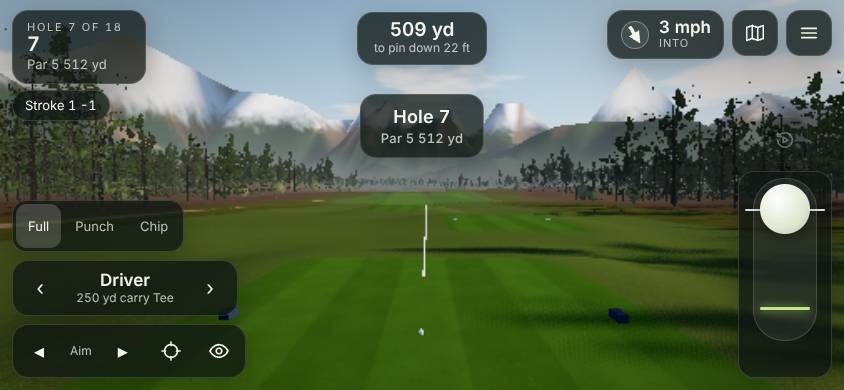 HOLE 7 OF 18
7
Par 5 512 yd
Stroke 1 -1
509 yd
to pin down 22 ft
3 mph
INTO
Hole 7
Par 5 512 yd
Full Punch Chip
Driver
250 yd carry Tee
Aim